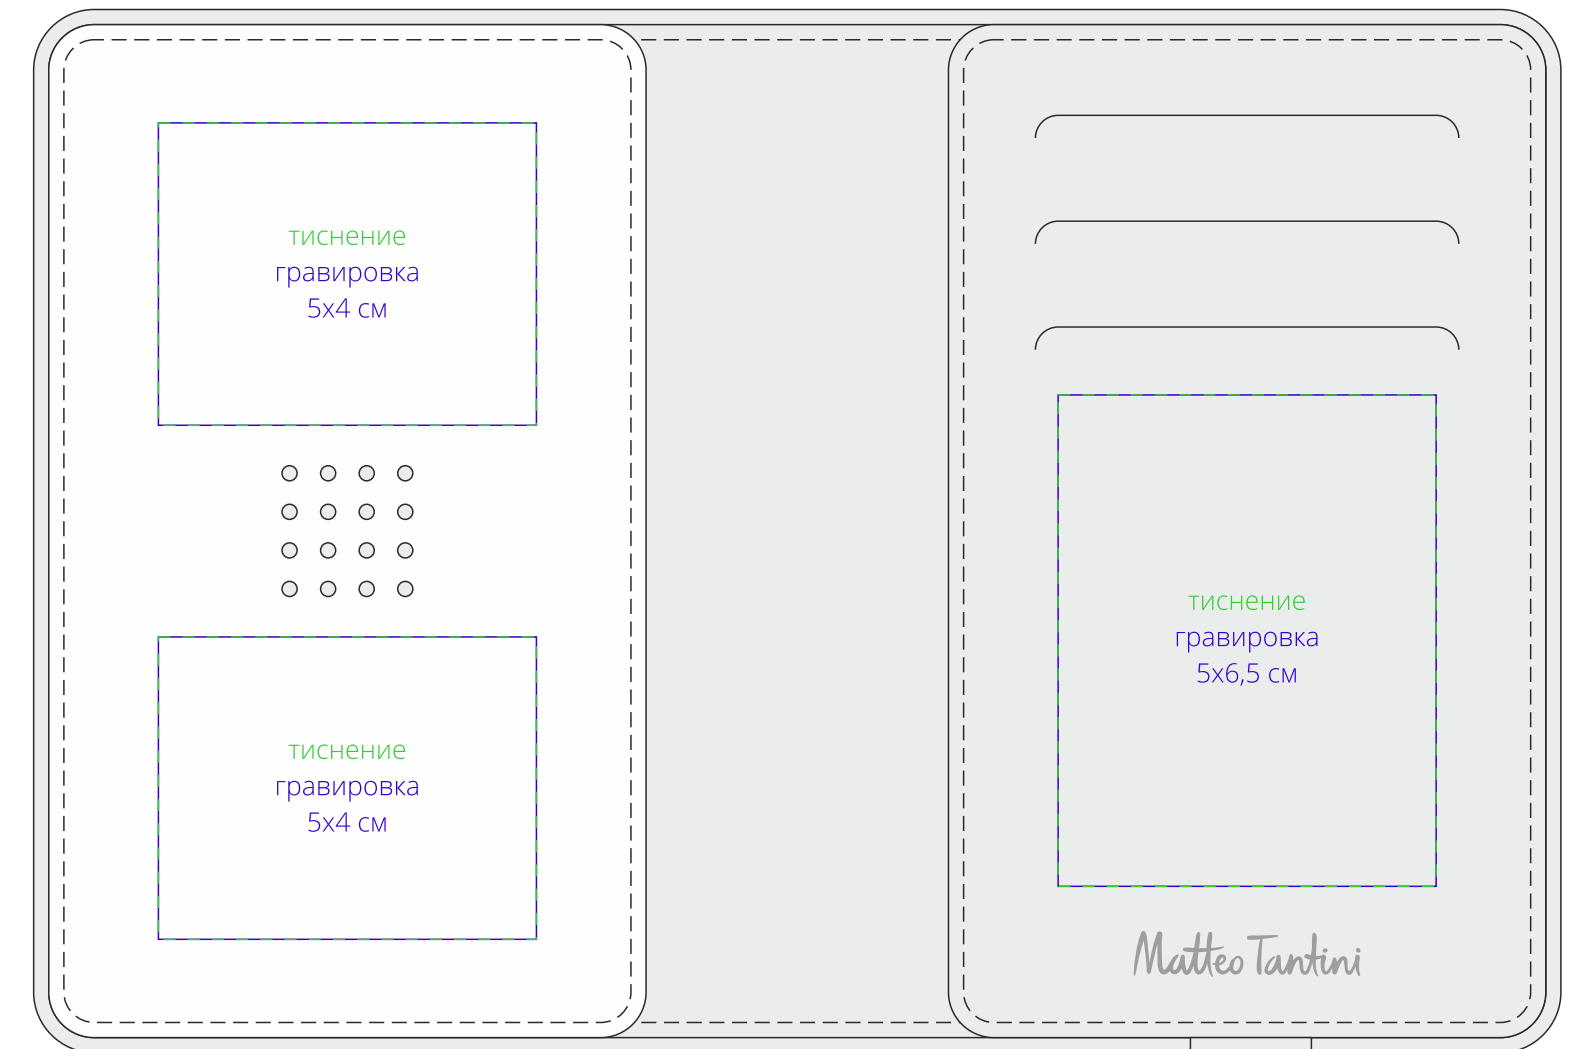 тиснение
гравировка
5х4 см
тиснение
гравировка
5х4 см
тиснение
гравировка
5х6,5 см
Matteo Tantini